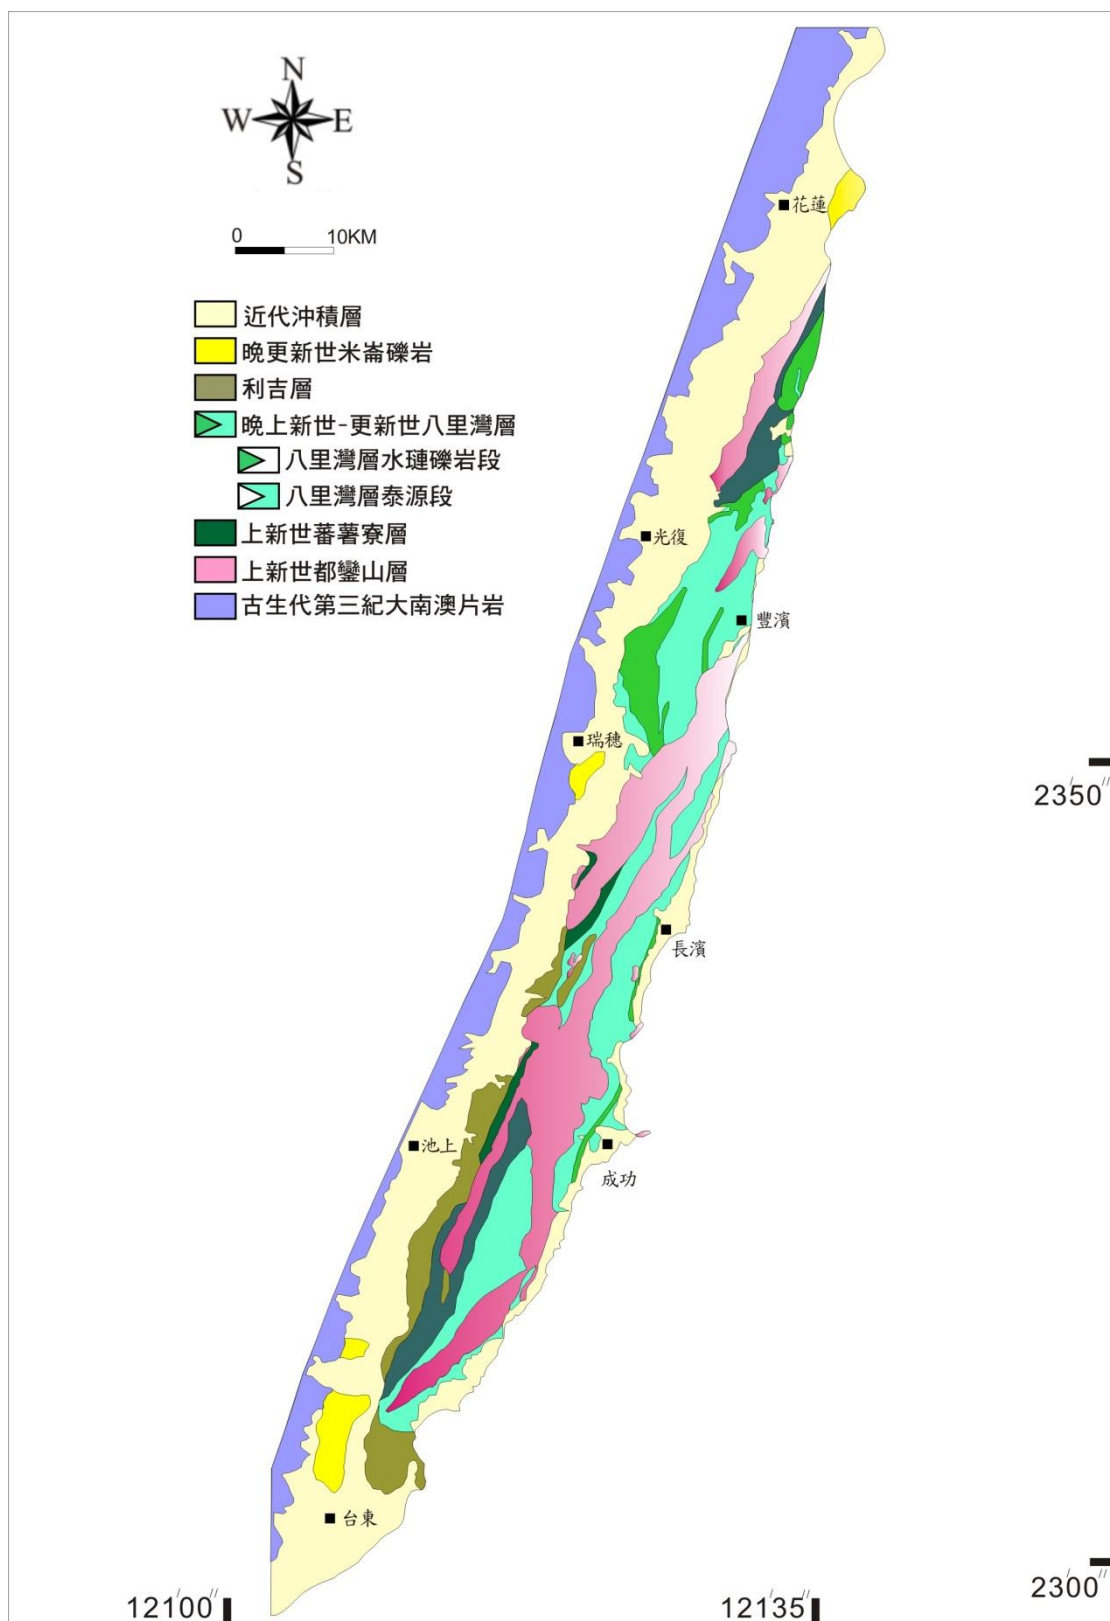 N
W E
S
0 10KM
近代沖積層
晚更新世米崙礫岩
利吉層
晚上新世-更新世八里灣層
八里灣層水璉礫岩段
八里灣層泰源段
上新世蕃薯寮層
上新世都鑾山層
古生代第三紀大南澳片岩
花蓮
光復
豐濱
瑞穗
2350'"
長濱
池上
成功
台東
2300'"
12100'"
12135'"